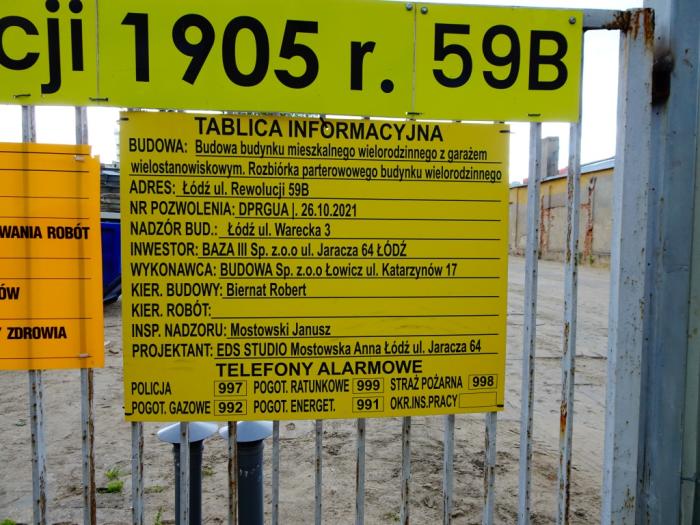 cji 1905 r. 59B
TABLICA INFORMACYJNA
BUDOWA: Budowa budynku mieszkalnego wielorodzinnego z garażem
wielostanowiskowym. Rozbiórka parterowowego budynku wielorodzinnego
ADRES: Łódź ul. Rewolucji 59B
NR POZWOLENIA: DPRGUA |. 26.10.2021
NADZÓR BUD.: Łódź ul. Warecka 3
INWESTOR: BAZA III Sp. z.o.o ul. Jaracza 64 ŁÓDŹ
WYKONAWCA: BUDOWA Sp. z.o.o Łowicz ul. Katarzynów 17
KIER. BUDOWY: Biernat Robert
KIER. ROBÓT:
INSP. NADZORU: Mostowski Janusz
PROJEKTANT: EDS STUDIO Mostowska Anna Łódź ul. Jaracza 64
TELEFONY ALARMOWE
POLICJA 997 POGOT. RATUNKOWE 999 STRAŻ POŻARNA 998
POGOT. GAZOWE 992 POGOT. ENERGET. 991 OKR.INS.PRACY
WANIA ROBÓT
ÓW
Y ZDROWIA